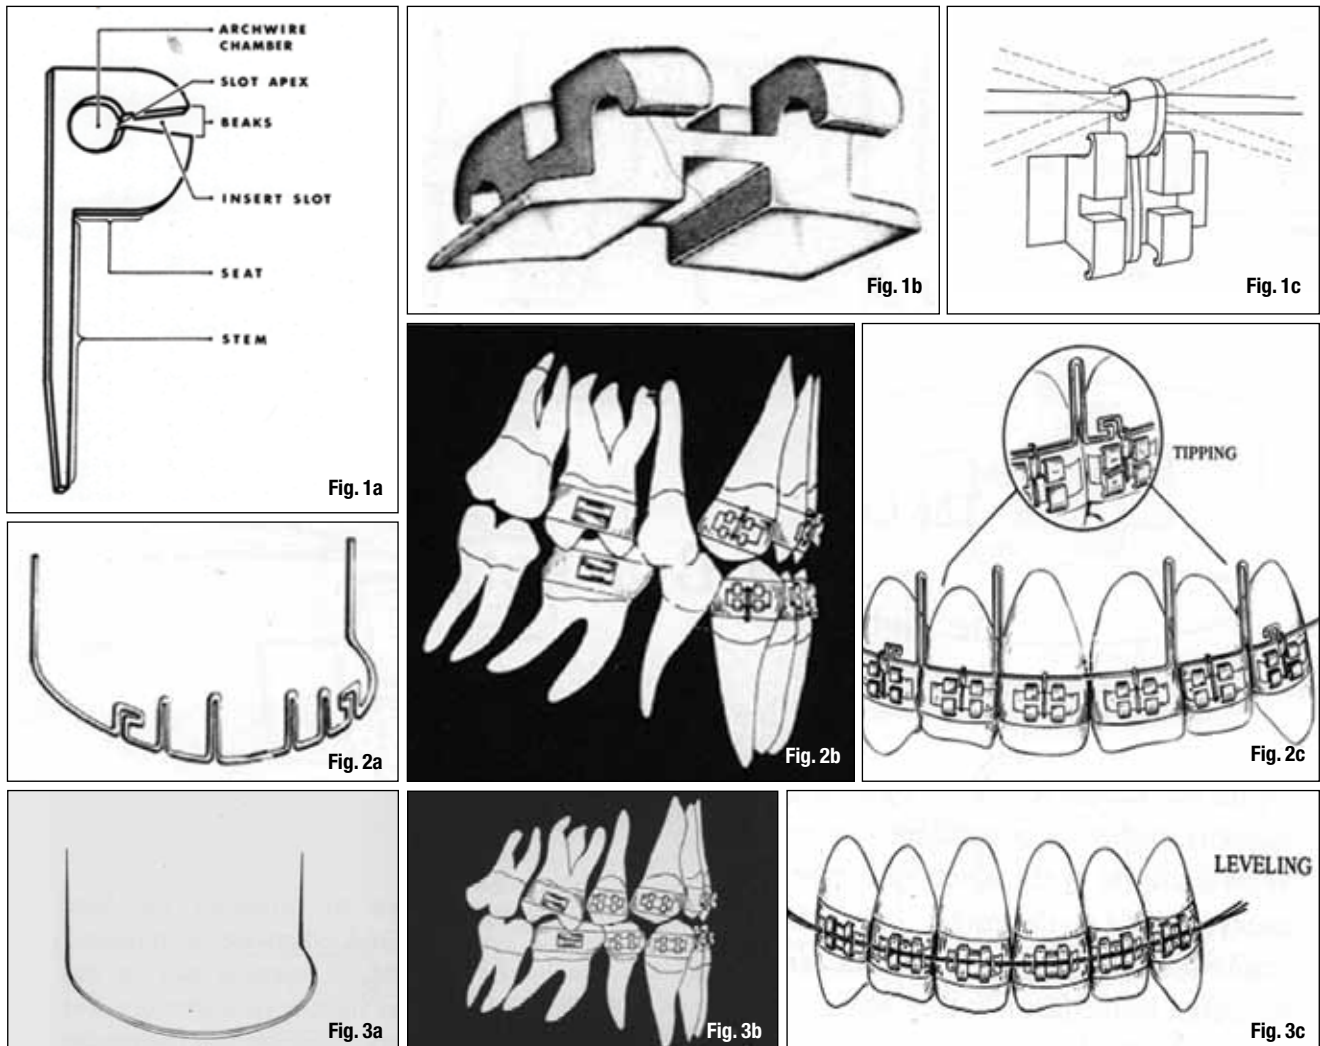 ARCHWIRE
CHAMBER
SLOT APEX
BEAKS
INSERT SLOT
SEAT
STEM
Fig. 1a
Fig. 1b
Fig. 1c
Fig. 2a
Fig. 2b
TIPPING
Fig. 2c
Fig. 3a
Fig. 3b
LEVELING
Fig. 3c